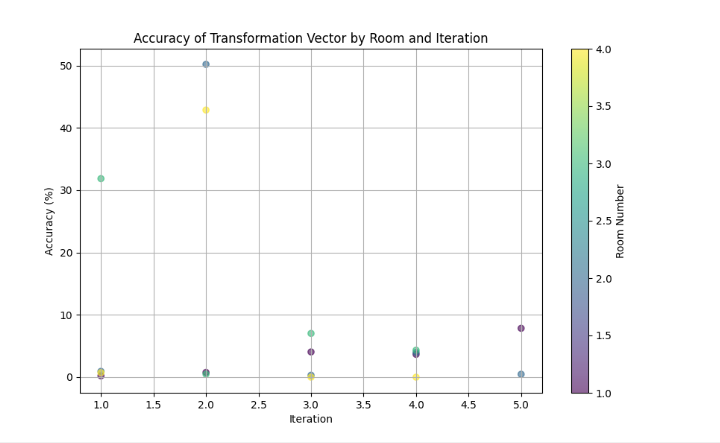 Accuracy of Transformation Vector by Room and Iteration
50
40
30
20
10
0
Accuracy (%)
1.0 1.5 2.0 2.5 3.0 3.5 4.0 4.5 5.0
Iteration
4.0
3.5
3.0
2.5
2.0
1.5
1.0
Room Number